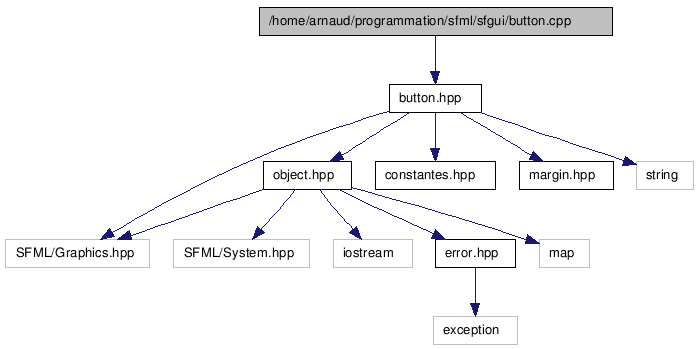 /home/arnaud/programmation/sfml/sfgui/button.cpp
button.hpp
object.hpp
constantes.hpp
margin.hpp
string
SFML/Graphics.hpp
SFML/System.hpp
iostream
error.hpp
map
exception